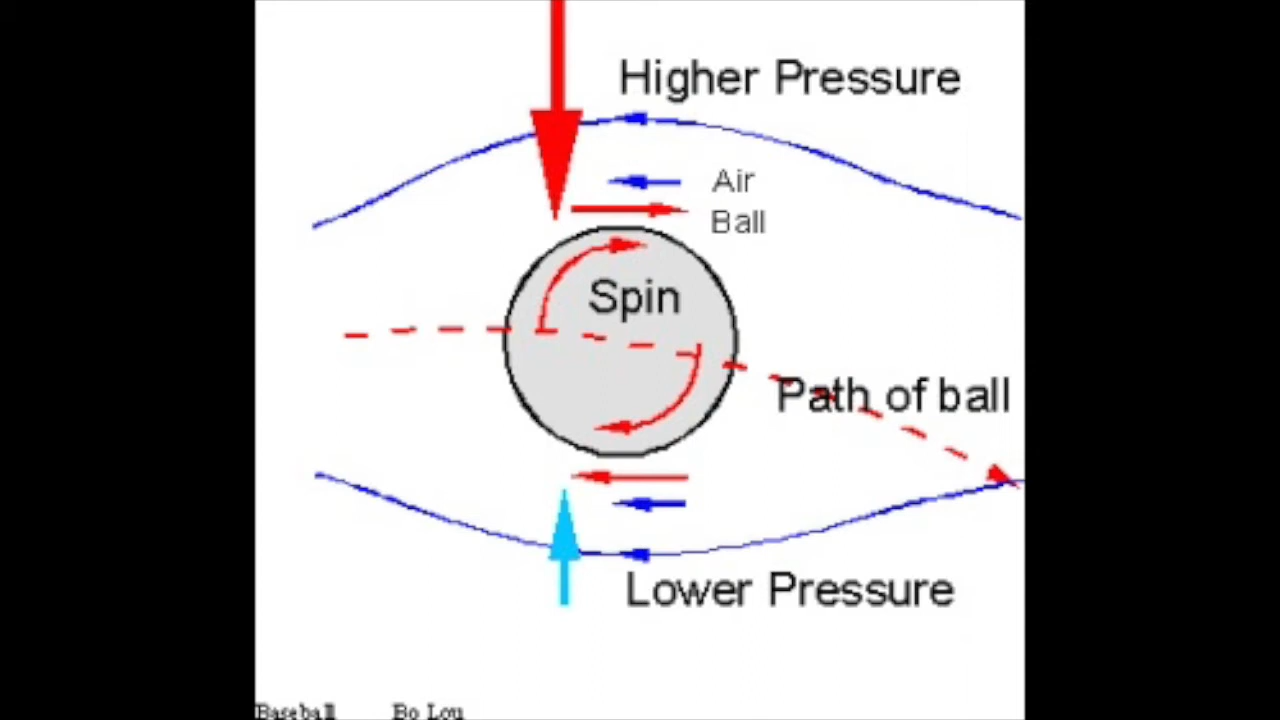 Higher Pressure
Air
Ball
Spin
Path of ball
Lower Pressure
Baseball Bo Lou